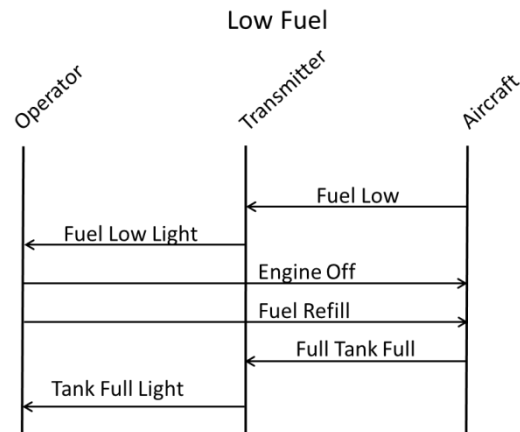 Low Fuel
Operator
Transmitter
Aircraft
Fuel Low
Fuel Low Light
Engine Off
Fuel Refill
Full Tank Full
Tank Full Light